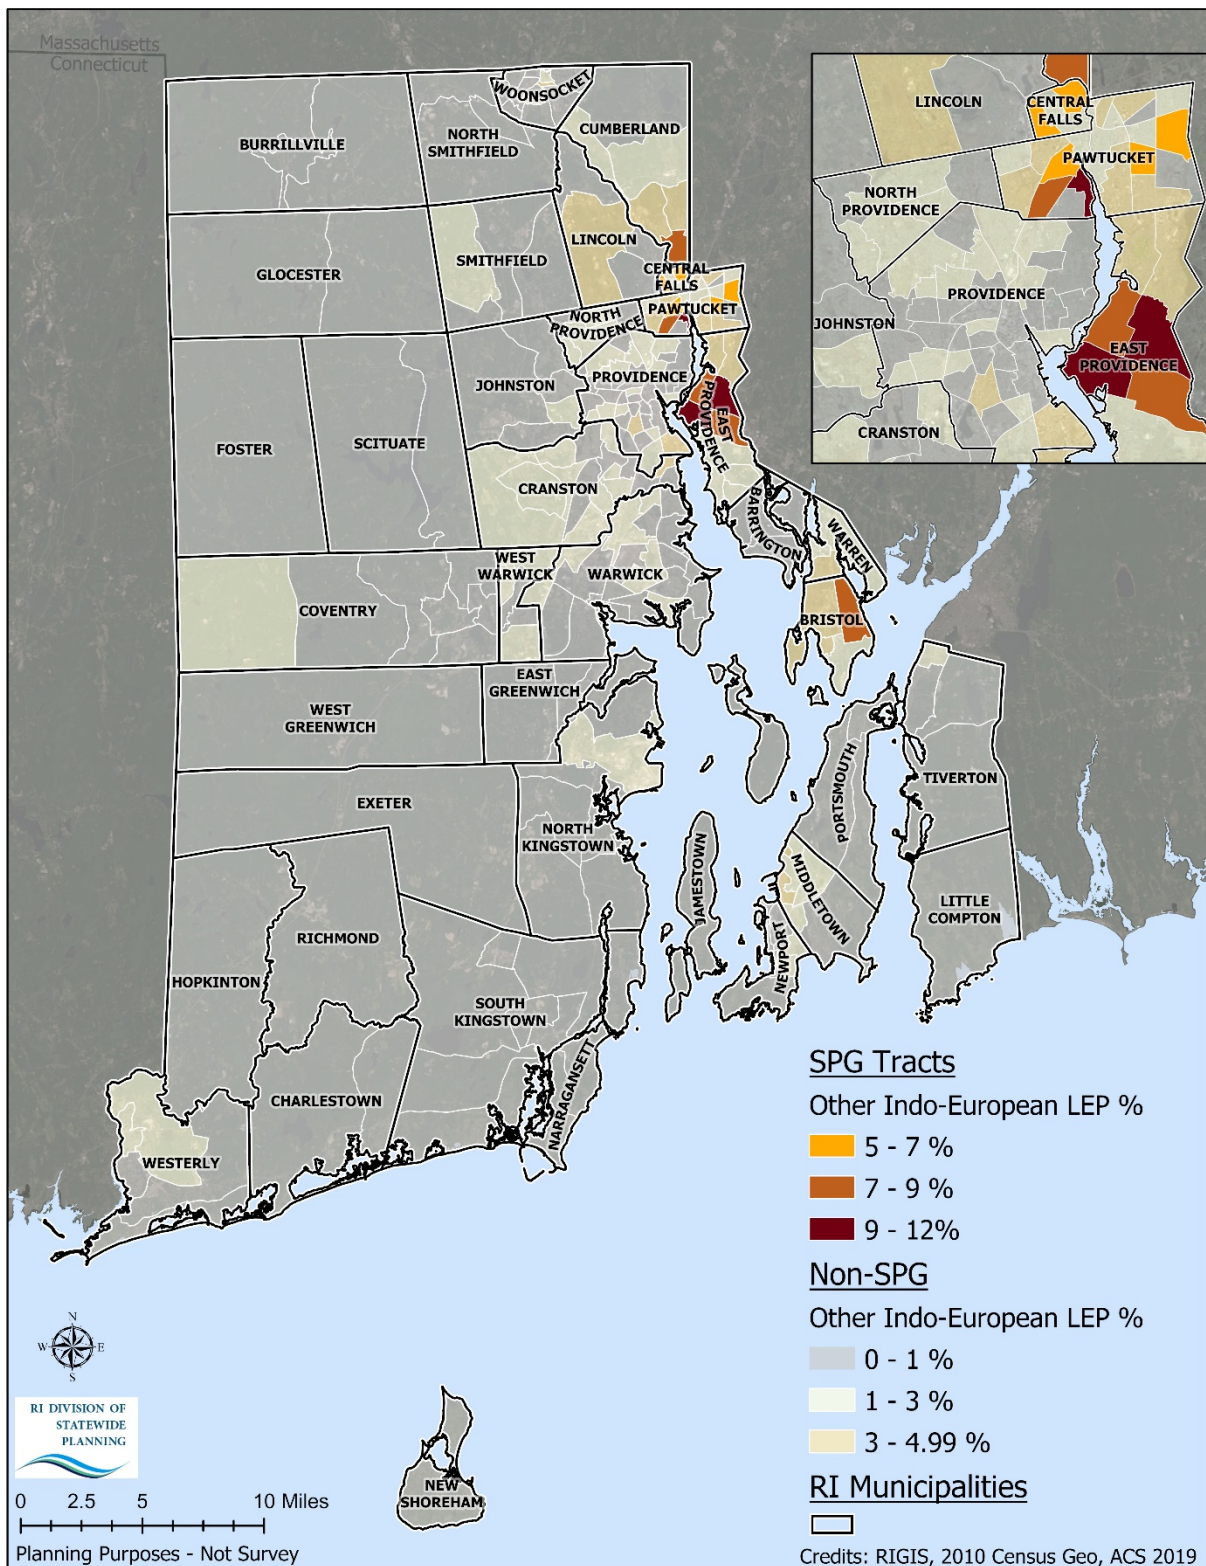 Massachusetts
Connecticut
WOONSOCKET
CUMBERLAND
BURRILLVILLE
NORTH
SMITHFIELD
GLOCESTER
SMITHFIELD
LINCOLN
CENTRAL
FALLS
PAWTUCKET
NORTH
PROVIDENCE
JOHNSTON
PROVIDENCE
EAST
PROVIDENCE
FOSTER
SCITUATE
CRANSTON
BARRINGTON
WARREN
WEST
WARWICK
WARWICK
COVENTRY
BRISTOL
EAST
GREENWICH
WEST
GREENWICH
EXETER
NORTH
KINGSTOWN
PORTSMOUTH
TIVERTON
JAMESTOWN
MIDDLETOWN
NEWPORT
LITTLE
COMPTON
RICHMOND
HOPKINTON
SOUTH
KINGSTOWN
CHARLESTOWN
NARRAGANSETT
WESTERLY
NEW
SHOREHAM
LINCOLN
CENTRAL
FALLS
PAWTUCKET
NORTH
PROVIDENCE
PROVIDENCE
JOHNSTON
EAST
PROVIDENCE
CRANSTON
SPG Tracts
Other Indo-European LEP %
5 - 7 %
7 - 9 %
9 - 12%
Non-SPG
Other Indo-European LEP %
0 - 1 %
1 - 3 %
3 - 4.99 %
RI Municipalities
N
W E
S
RI DIVISION OF
STATEWIDE
PLANNING
0 2.5 5 10 Miles
Planning Purposes - Not Survey
Credits: RIGIS, 2010 Census Geo, ACS 2019